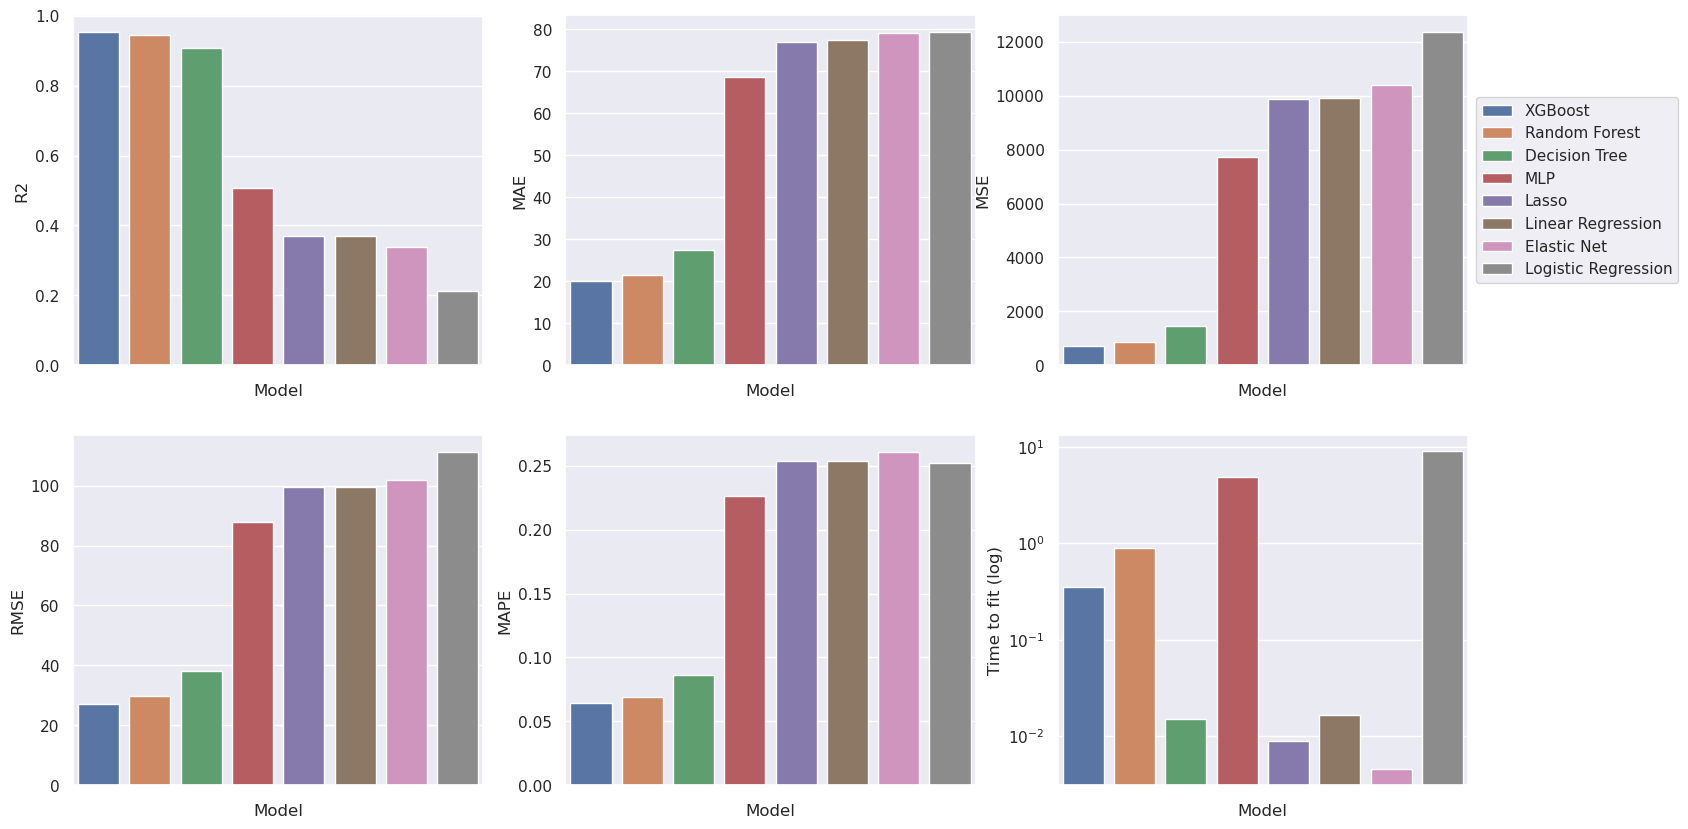 1.0
0.8
0.6
0.4
0.2
0.0
R2
Model
80
70
60
50
40
30
20
10
0
MAE
Model
12000
10000
8000
6000
4000
2000
0
MSE
Model
XGBoost
Random Forest
Decision Tree
MLP
Lasso
Linear Regression
Elastic Net
Logistic Regression
100
80
60
40
20
0
RMSE
Model
0.25
0.20
0.15
0.10
0.05
0.00
MAPE
Model
10¹
10⁰
10⁻¹
10⁻²
Time to fit (log)
Model